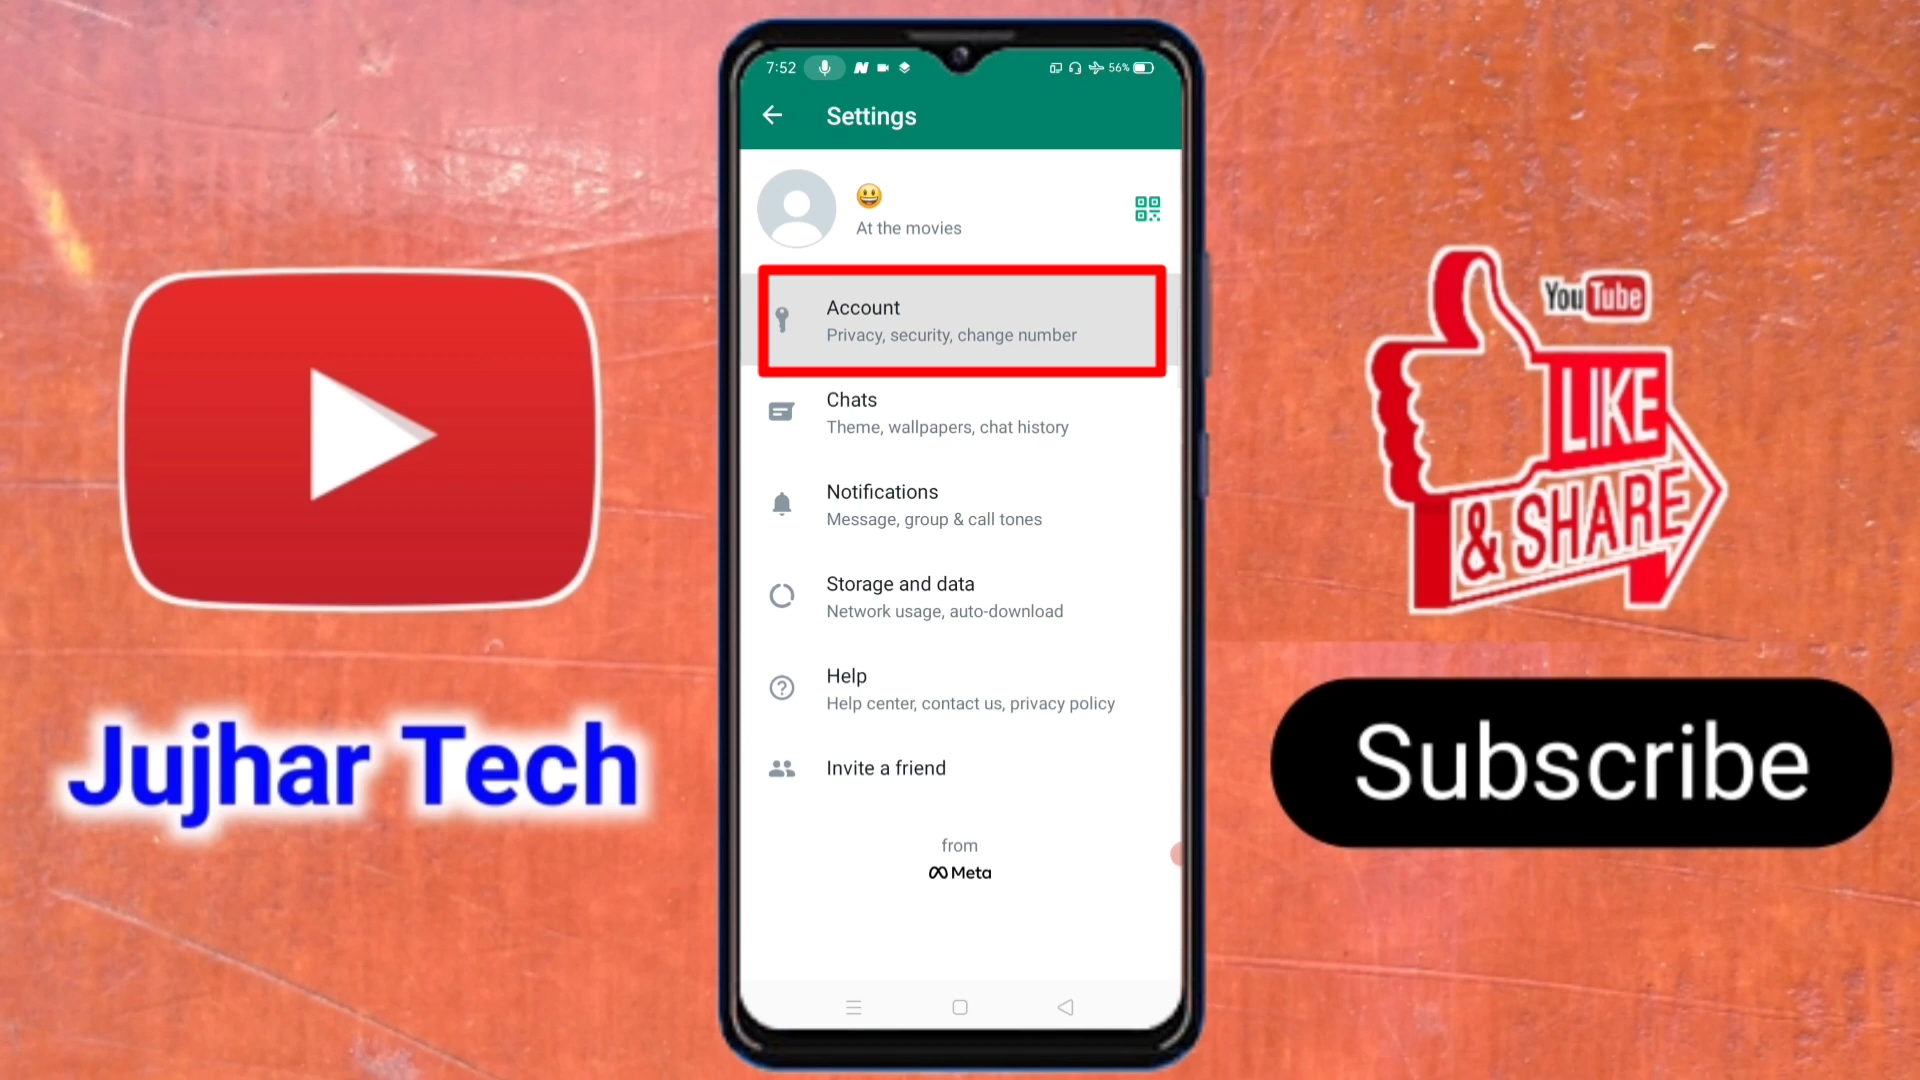 7:52
56%
Settings
😃
At the movies
Account
Privacy, security, change number
Chats
Theme, wallpapers, chat history
Notifications
Message, group & call tones
Storage and data
Network usage, auto-download
Help
Help center, contact us, privacy policy
Invite a friend
from
Meta
Jujhar Tech
YouTube
LIKE
& SHARE
Subscribe